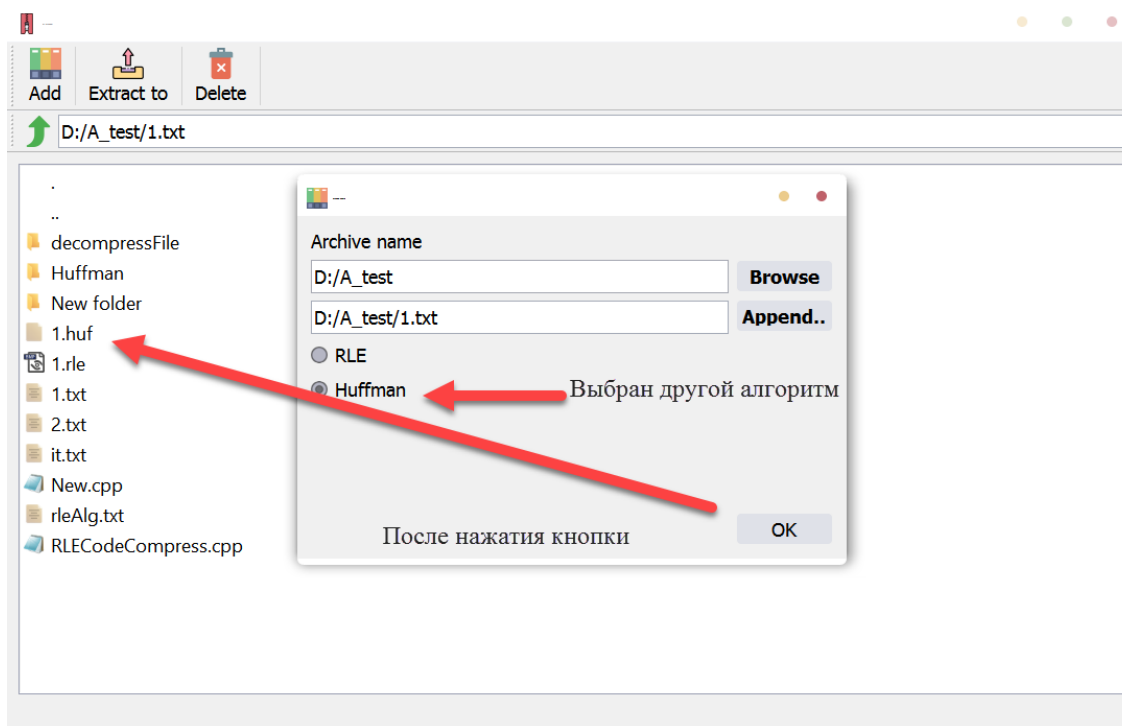 Add Extract to Delete
D:/A_test/1.txt
.
..
decompressFile
Huffman
New folder
1.huf
1.rle
1.txt
2.txt
it.txt
New.cpp
rleAlg.txt
RLECodeCompress.cpp
Archive name
D:/A_test Browse
D:/A_test/1.txt Append..
RLE
Huffman Выбран другой алгоритм
После нажатия кнопки OK